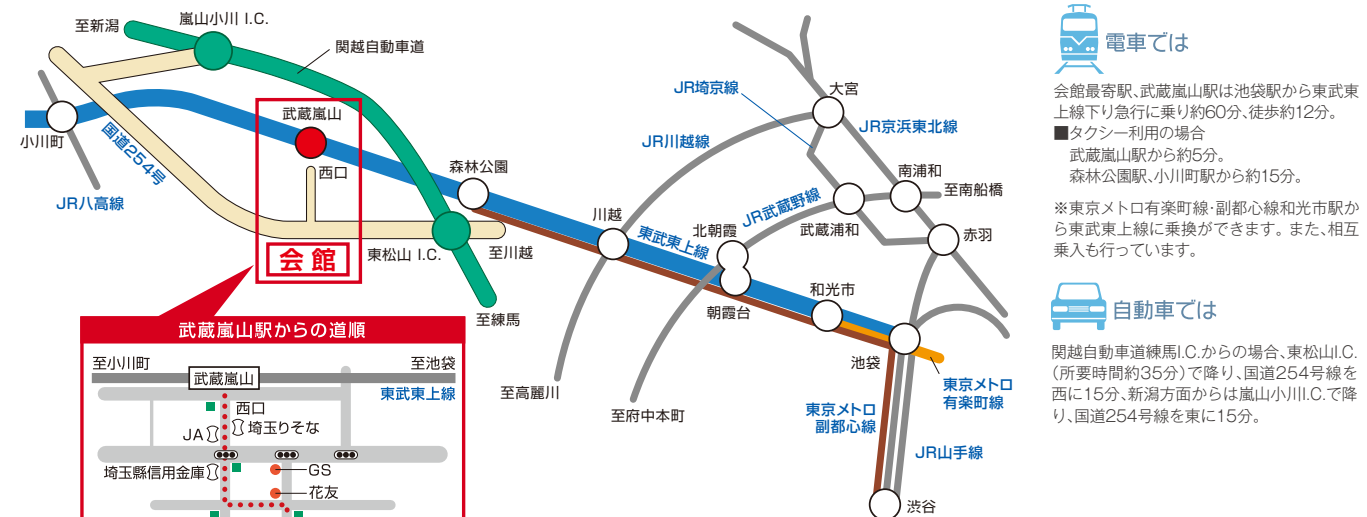 至新潟
嵐山小川 I.C.
関越自動車道
小川町
国道254号
JR八高線
武蔵嵐山
西口
会館
森林公園
東松山 I.C.
至川越
至練馬
川越
東武東上線
JR埼京線
JR川越線
大宮
JR京浜東北線
南浦和
至南船橋
JR武蔵野線
武蔵浦和
赤羽
北朝霞
朝霞台
和光市
池袋
至高麗川
至府中本町
東京メトロ
有楽町線
東京メトロ
副都心線
JR山手線
渋谷
武蔵嵐山駅からの道順
至小川町
至池袋
武蔵嵐山
東武東上線
西口
JA
埼玉りそな
埼玉縣信用金庫
GS
花友
電車では
会館最寄駅、武蔵嵐山駅は池袋駅から東武東
上線下り急行に乗り約60分、徒歩約12分。
■タクシー利用の場合
武蔵嵐山駅から約5分。
森林公園駅、小川町駅から約15分。
※東京メトロ有楽町線・副都心線和光市駅か
ら東武東上線に乗換ができます。また、相互
乗入も行っています。
自動車では
関越自動車道練馬I.C.からの場合、東松山I.C.
(所要時間約35分)で降り、国道254号線を
西に15分、新潟方面からは嵐山小川I.C.で降
り、国道254号線を東に15分。